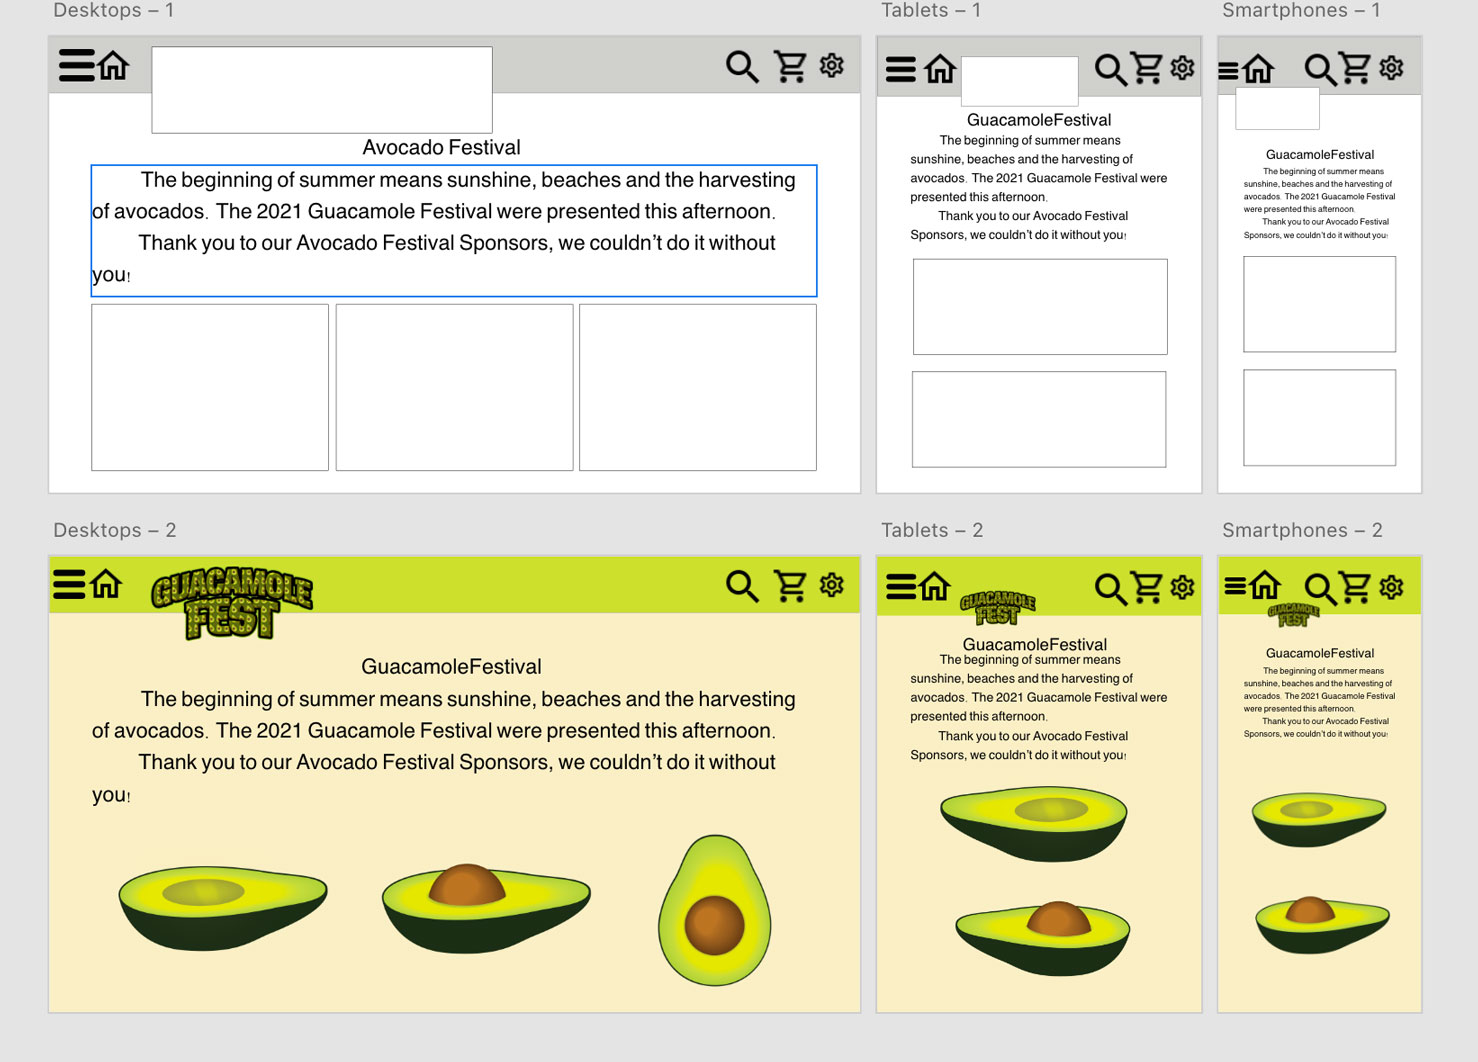 Desktops – 1
Avocado Festival
The beginning of summer means sunshine, beaches and the harvesting
of avocados. The 2021 Guacamole Festival were presented this afternoon.
Thank you to our Avocado Festival Sponsors, we couldn’t do it without
you!
Tablets – 1
GuacamoleFestival
The beginning of summer means
sunshine, beaches and the harvesting of
avocados. The 2021 Guacamole Festival were
presented this afternoon.
Thank you to our Avocado Festival
Sponsors, we couldn’t do it without you!
Smartphones – 1
GuacamoleFestival
The beginning of summer means
sunshine, beaches and the harvesting of
avocados. The 2021 Guacamole Festival
were presented this afternoon.
Thank you to our Avocado Festival
Sponsors, we couldn’t do it without you!
Desktops – 2
GUACAMOLE
FEST
GuacamoleFestival
The beginning of summer means sunshine, beaches and the harvesting
of avocados. The 2021 Guacamole Festival were presented this afternoon.
Thank you to our Avocado Festival Sponsors, we couldn’t do it without
you!
Tablets – 2
GUACAMOLE
FEST
GuacamoleFestival
The beginning of summer means
sunshine, beaches and the harvesting of
avocados. The 2021 Guacamole Festival were
presented this afternoon.
Thank you to our Avocado Festival
Sponsors, we couldn’t do it without you!
Smartphones – 2
GUACAMOLE
FEST
GuacamoleFestival
The beginning of summer means
sunshine, beaches and the harvesting of
avocados. The 2021 Guacamole Festival
were presented this afternoon.
Thank you to our Avocado Festival
Sponsors, we couldn’t do it without you!